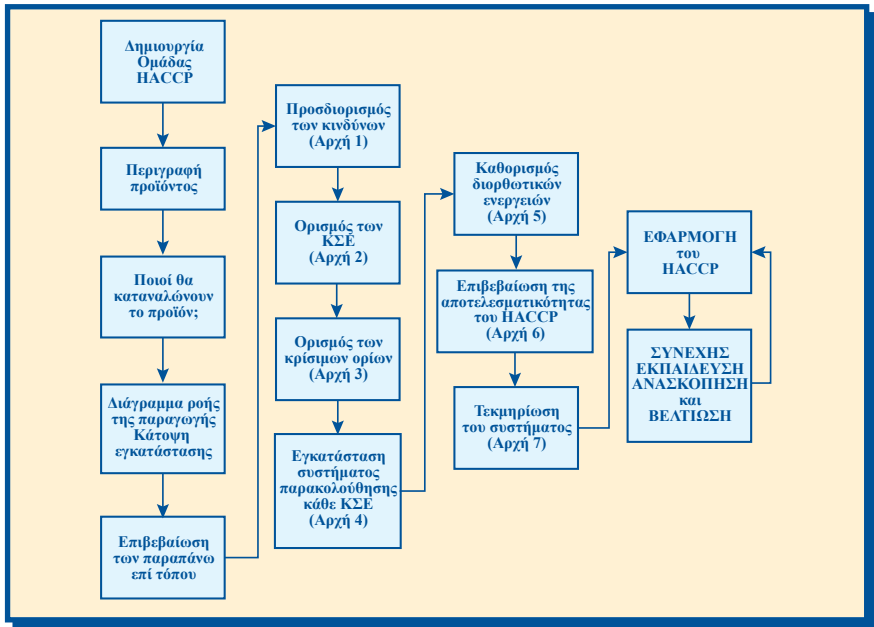 Δημιουργία
Ομάδας
HACCP
Περιγραφή
προϊόντος
Ποιοί θα
καταναλώνουν
το προϊόν;
Διάγραμμα ροής
της παραγωγής
Κάτοψη
εγκατάστασης
Επιβεβαίωση
των παραπάνω
επί τόπου
Προσδιορισμός
των κινδύνων
(Αρχή 1)
Ορισμός των
ΚΣΕ
(Αρχή 2)
Ορισμός των
κρίσιμων ορίων
(Αρχή 3)
Εγκατάσταση
συστήματος
παρακολούθησης
κάθε ΚΣΕ
(Αρχή 4)
Καθορισμός
διορθωτικών
ενεργειών
(Αρχή 5)
Επιβεβαίωση της
αποτελεσματικότητας
του HACCP
(Αρχή 6)
Τεκμηρίωση
του συστήματος
(Αρχή 7)
ΕΦΑΡΜΟΓΗ
του
HACCP
ΣΥΝΕΧΗΣ
ΕΚΠΑΙΔΕΥΣΗ
ΑΝΑΣΚΟΠΗΣΗ
και
ΒΕΛΤΙΩΣΗ